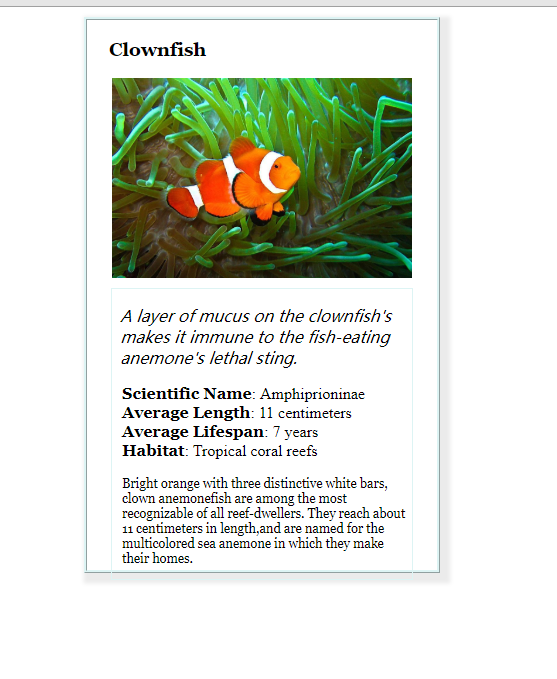 Clownfish
A layer of mucus on the clownfish's
makes it immune to the fish-eating
anemone's lethal sting.
Scientific Name: Amphiprioninae
Average Length: 11 centimeters
Average Lifespan: 7 years
Habitat: Tropical coral reefs
Bright orange with three distinctive white bars,
clown anemonefish are among the most
recognizable of all reef-dwellers. They reach about
11 centimeters in length,and are named for the
multicolored sea anemone in which they make
their homes.